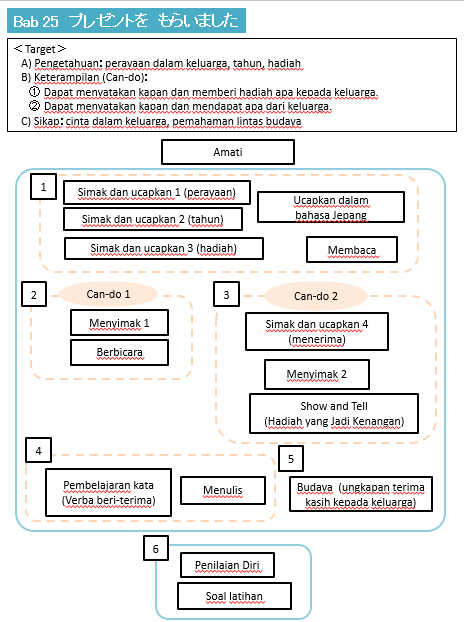 Bab 25 プレゼントを もらいました
< Target >
A) Pengetahuan: perayaan dalam keluarga, tahun, hadiah
B) Keterampilan (Can-do):
① Dapat menyatakan kapan dan memberi hadiah apa kepada keluarga.
② Dapat menyatakan kapan dan mendapat apa dari keluarga.
C) Sikap: cinta dalam keluarga, pemahaman lintas budaya
Amati
1
Simak dan ucapkan 1 (perayaan)
Simak dan ucapkan 2 (tahun)
Simak dan ucapkan 3 (hadiah)
Ucapkan dalam
bahasa Jepang
Membaca
2
Can-do 1
Menyimak 1
Berbicara
3
Can-do 2
Simak dan ucapkan 4
(menerima)
Menyimak 2
Show and Tell
(Hadiah yang Jadi Kenangan)
4
Pembelajaran kata
(Verba beri-terima)
Menulis
5
Budaya (ungkapan terima
kasih kepada keluarga)
6
Penilaian Diri
Soal latihan